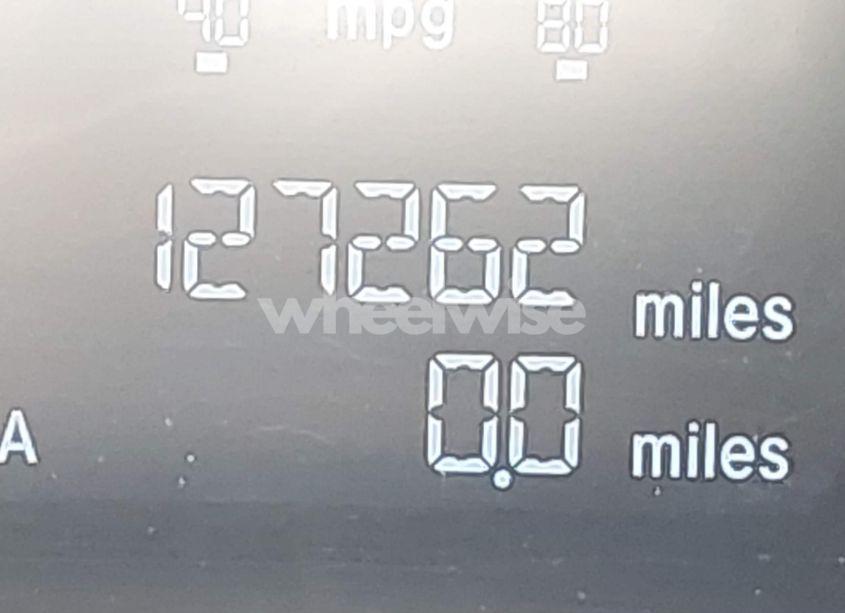 40 mpg 80
127262 miles
wheelwise
0.0 miles
A